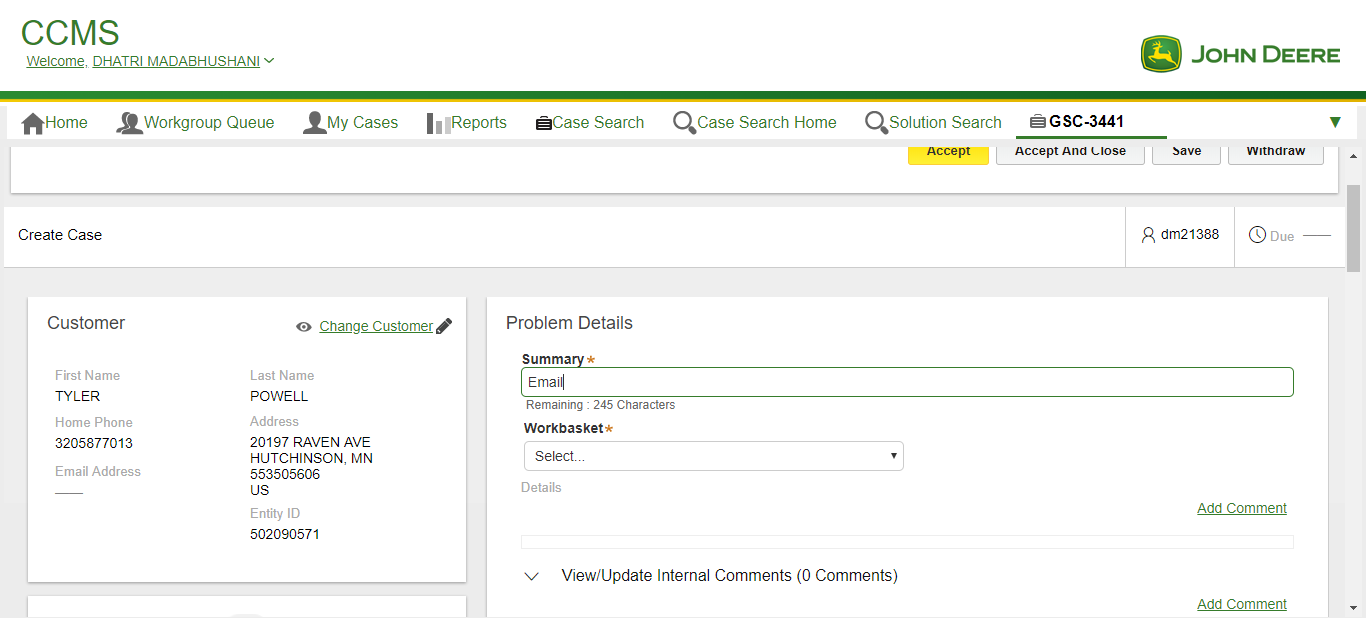 CCMS
Welcome, DHATRI MADABHUSHANI
JOHN DEERE
Home
Workgroup Queue
My Cases
Reports
Case Search
Case Search Home
Solution Search
GSC-3441
Accept
Accept And Close
Save
Withdraw
Create Case
dm21388
Due
Customer
Change Customer
First Name
TYLER
Last Name
POWELL
Home Phone
3205877013
Address
20197 RAVEN AVE
HUTCHINSON, MN
553505606
US
Email Address
Entity ID
502090571
Problem Details
Summary*
Email
Remaining : 245 Characters
Workbasket*
Select...
Details
Add Comment
View/Update Internal Comments (0 Comments)
Add Comment